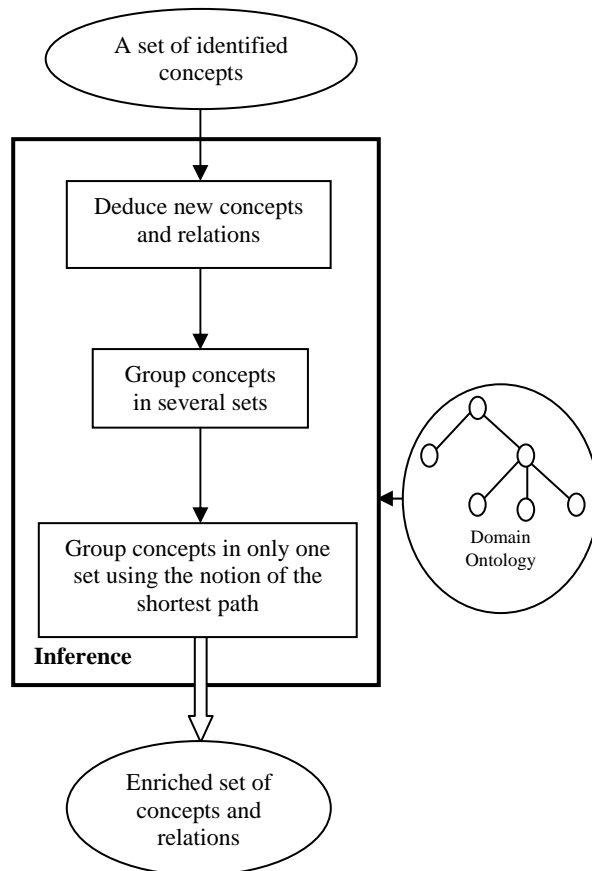 A set of identified
concepts
Deduce new concepts
and relations
Group concepts
in several sets
Group concepts in only one
set using the notion of the
shortest path
Domain
Ontology
Inference
Enriched set of
concepts and
relations